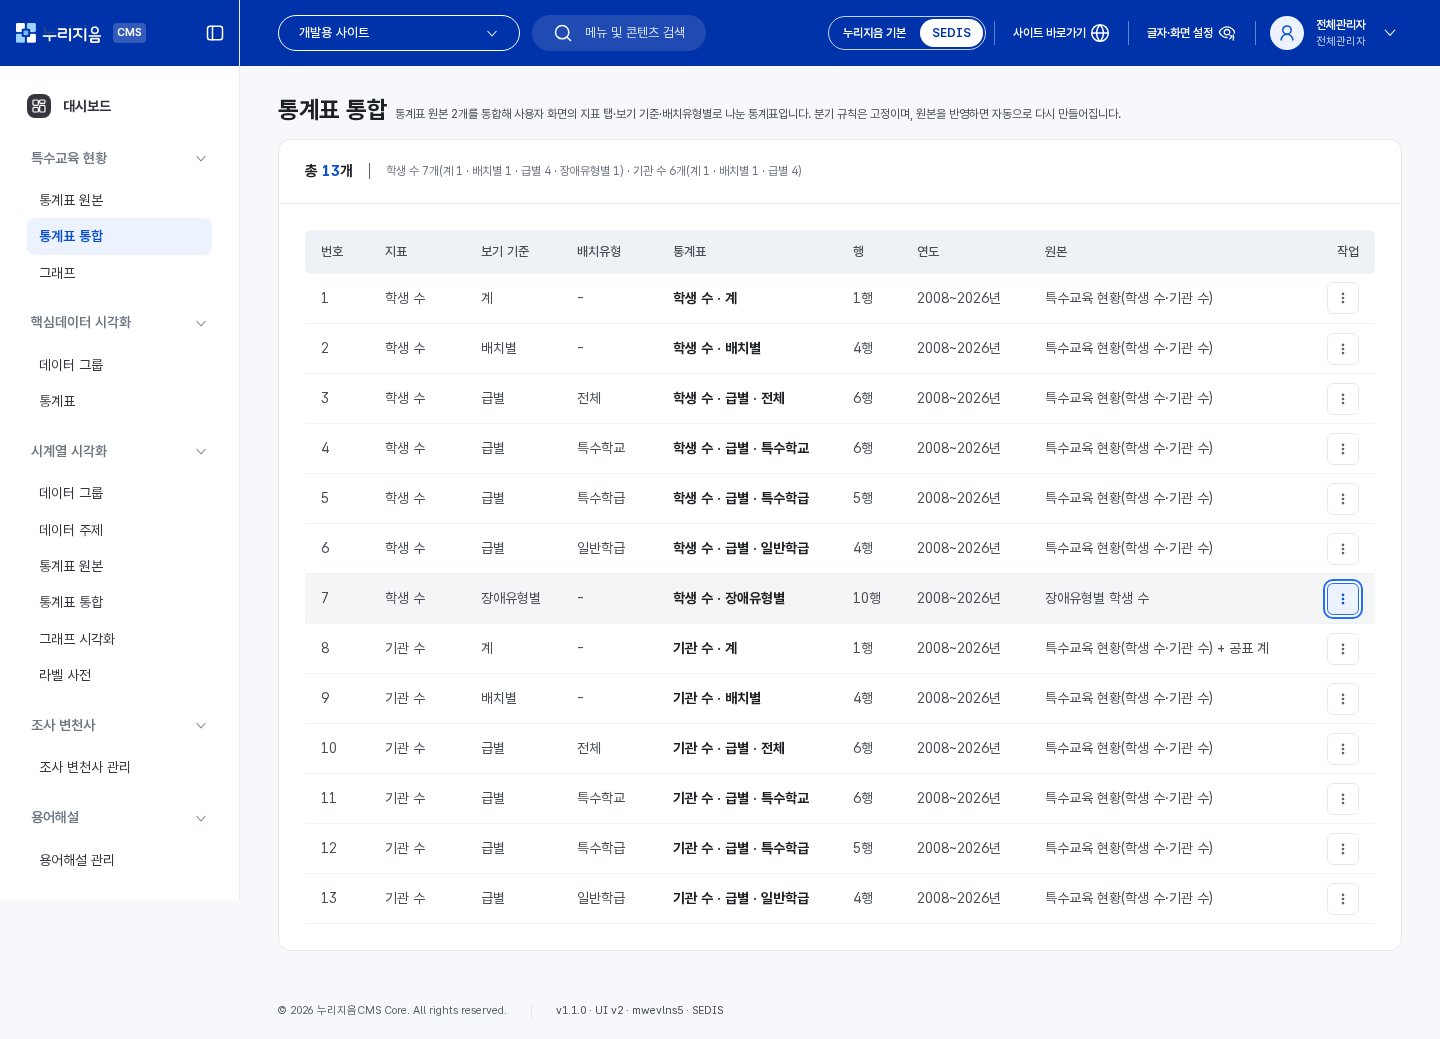 누리지음 CMS
개발용 사이트
메뉴 및 콘텐츠 검색
누리지음 기본 SEDIS
사이트 바로가기
글자·화면 설정
전체관리자
전체관리자
대시보드
특수교육 현황
통계표 원본
통계표 통합
그래프
핵심데이터 시각화
데이터 그룹
통계표
시계열 시각화
데이터 그룹
데이터 주제
통계표 원본
통계표 통합
그래프 시각화
라벨 사전
조사 변천사
조사 변천사 관리
용어해설
용어해설 관리
통계표 통합 통계표 원본 2개를 통합해 사용자 화면의 지표 탭·보기 기준·배치유형별로 나눈 통계표입니다. 분기 규칙은 고정이며, 원본을 반영하면 자동으로 다시 만들어집니다.
총 13개 학생 수 7개(계 1 · 배치별 1 · 급별 4 · 장애유형별 1) · 기관 수 6개(계 1 · 배치별 1 · 급별 4)
번호 지표 보기 기준 배치유형 통계표 행 연도 원본 작업
1 학생 수 계 - 학생 수 · 계 1행 2008~2026년 특수교육 현황(학생 수·기관 수)
2 학생 수 배치별 - 학생 수 · 배치별 4행 2008~2026년 특수교육 현황(학생 수·기관 수)
3 학생 수 급별 전체 학생 수 · 급별 · 전체 6행 2008~2026년 특수교육 현황(학생 수·기관 수)
4 학생 수 급별 특수학교 학생 수 · 급별 · 특수학교 6행 2008~2026년 특수교육 현황(학생 수·기관 수)
5 학생 수 급별 특수학급 학생 수 · 급별 · 특수학급 5행 2008~2026년 특수교육 현황(학생 수·기관 수)
6 학생 수 급별 일반학급 학생 수 · 급별 · 일반학급 4행 2008~2026년 특수교육 현황(학생 수·기관 수)
7 학생 수 장애유형별 - 학생 수 · 장애유형별 10행 2008~2026년 장애유형별 학생 수
8 기관 수 계 - 기관 수 · 계 1행 2008~2026년 특수교육 현황(학생 수·기관 수) + 공표 계
9 기관 수 배치별 - 기관 수 · 배치별 4행 2008~2026년 특수교육 현황(학생 수·기관 수)
10 기관 수 급별 전체 기관 수 · 급별 · 전체 6행 2008~2026년 특수교육 현황(학생 수·기관 수)
11 기관 수 급별 특수학교 기관 수 · 급별 · 특수학교 6행 2008~2026년 특수교육 현황(학생 수·기관 수)
12 기관 수 급별 특수학급 기관 수 · 급별 · 특수학급 5행 2008~2026년 특수교육 현황(학생 수·기관 수)
13 기관 수 급별 일반학급 기관 수 · 급별 · 일반학급 4행 2008~2026년 특수교육 현황(학생 수·기관 수)
© 2026 누리지음CMS Core. All rights reserved. v1.1.0 · UI v2 · mwevlns5 · SEDIS